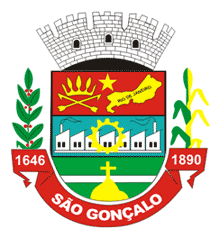 RIO DE JANEIRO
1646
1890
SÃO GONÇALO